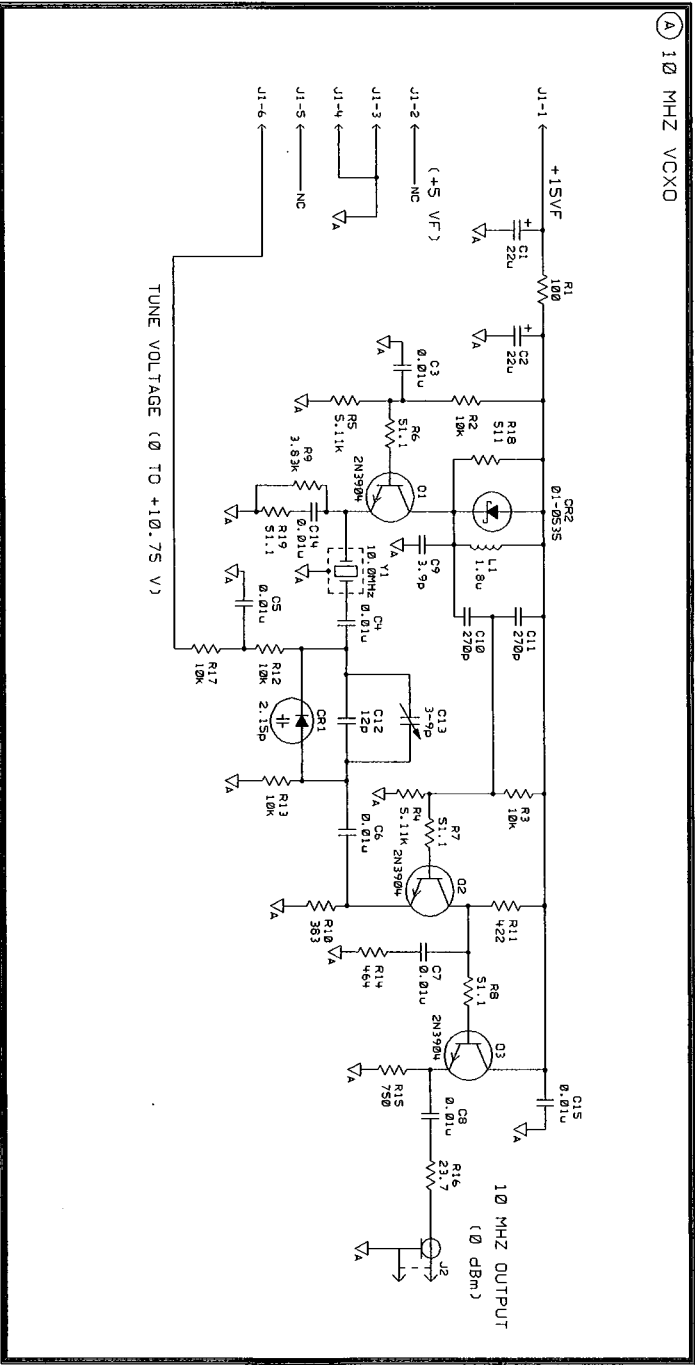 A 10 MHZ VCXO
J1-1
+15VF
C1
22u
A
R1
100
C2
22u
A
J1-2
NC
(+5 VF)
J1-3
J1-4
A
J1-5
NC
J1-6
TUNE VOLTAGE (0 TO +10.75 V)
C3
0.01u
A
R2
10k
R5
5.11k
A
R6
51.1
Q1
2N3904
R18
511
CR2
01-0535
L1
1.8u
C9
3.9p
A
C11
270p
C10
270p
R9
3.83k
C14
0.01u
R19
51.1
A
Y1
10.0MHz
A
C4
0.01u
C5
0.01u
A
R12
10k
R17
10k
C13
3-9p
C12
12p
CR1
2.15p
R13
10k
A
C6
0.01u
R3
10k
R4
5.11k
A
R7
51.1
Q2
2N3904
R11
422
R10
383
A
C7
0.01u
R14
464
A
R8
51.1
Q3
2N3904
C15
0.01u
A
R15
750
A
C8
0.01u
R16
23.7
J2
A
10 MHZ OUTPUT
(0 dBm)